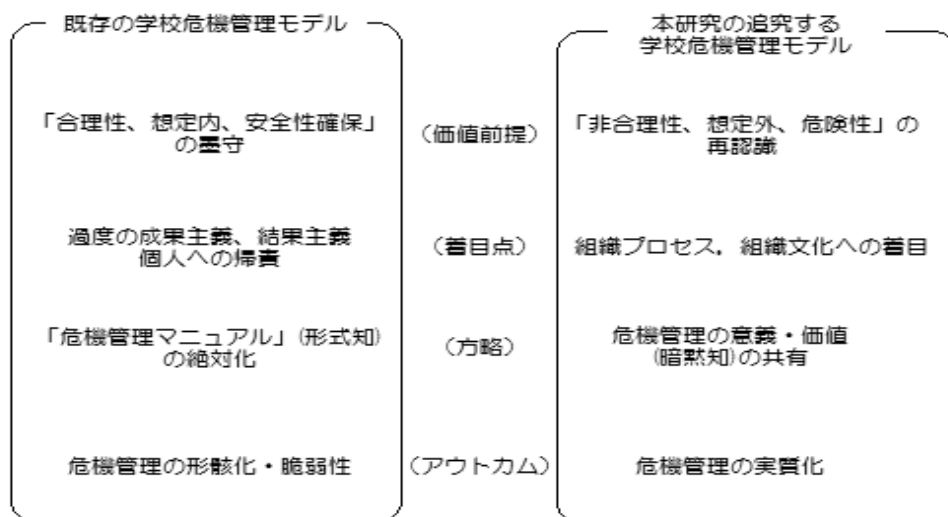 既存の学校危機管理モデル
本研究の追究する
学校危機管理モデル
「合理性、想定内、安全性確保」
の墨守
(価値前提)
「非合理性、想定外、危険性」の
再認識
過度の成果主義、結果主義
個人への帰責
(着目点)
組織プロセス，組織文化への着目
「危機管理マニュアル」(形式知)
の絶対化
(方略)
危機管理の意義・価値
(暗黙知)の共有
危機管理の形骸化・脆弱性
(アウトカム)
危機管理の実質化